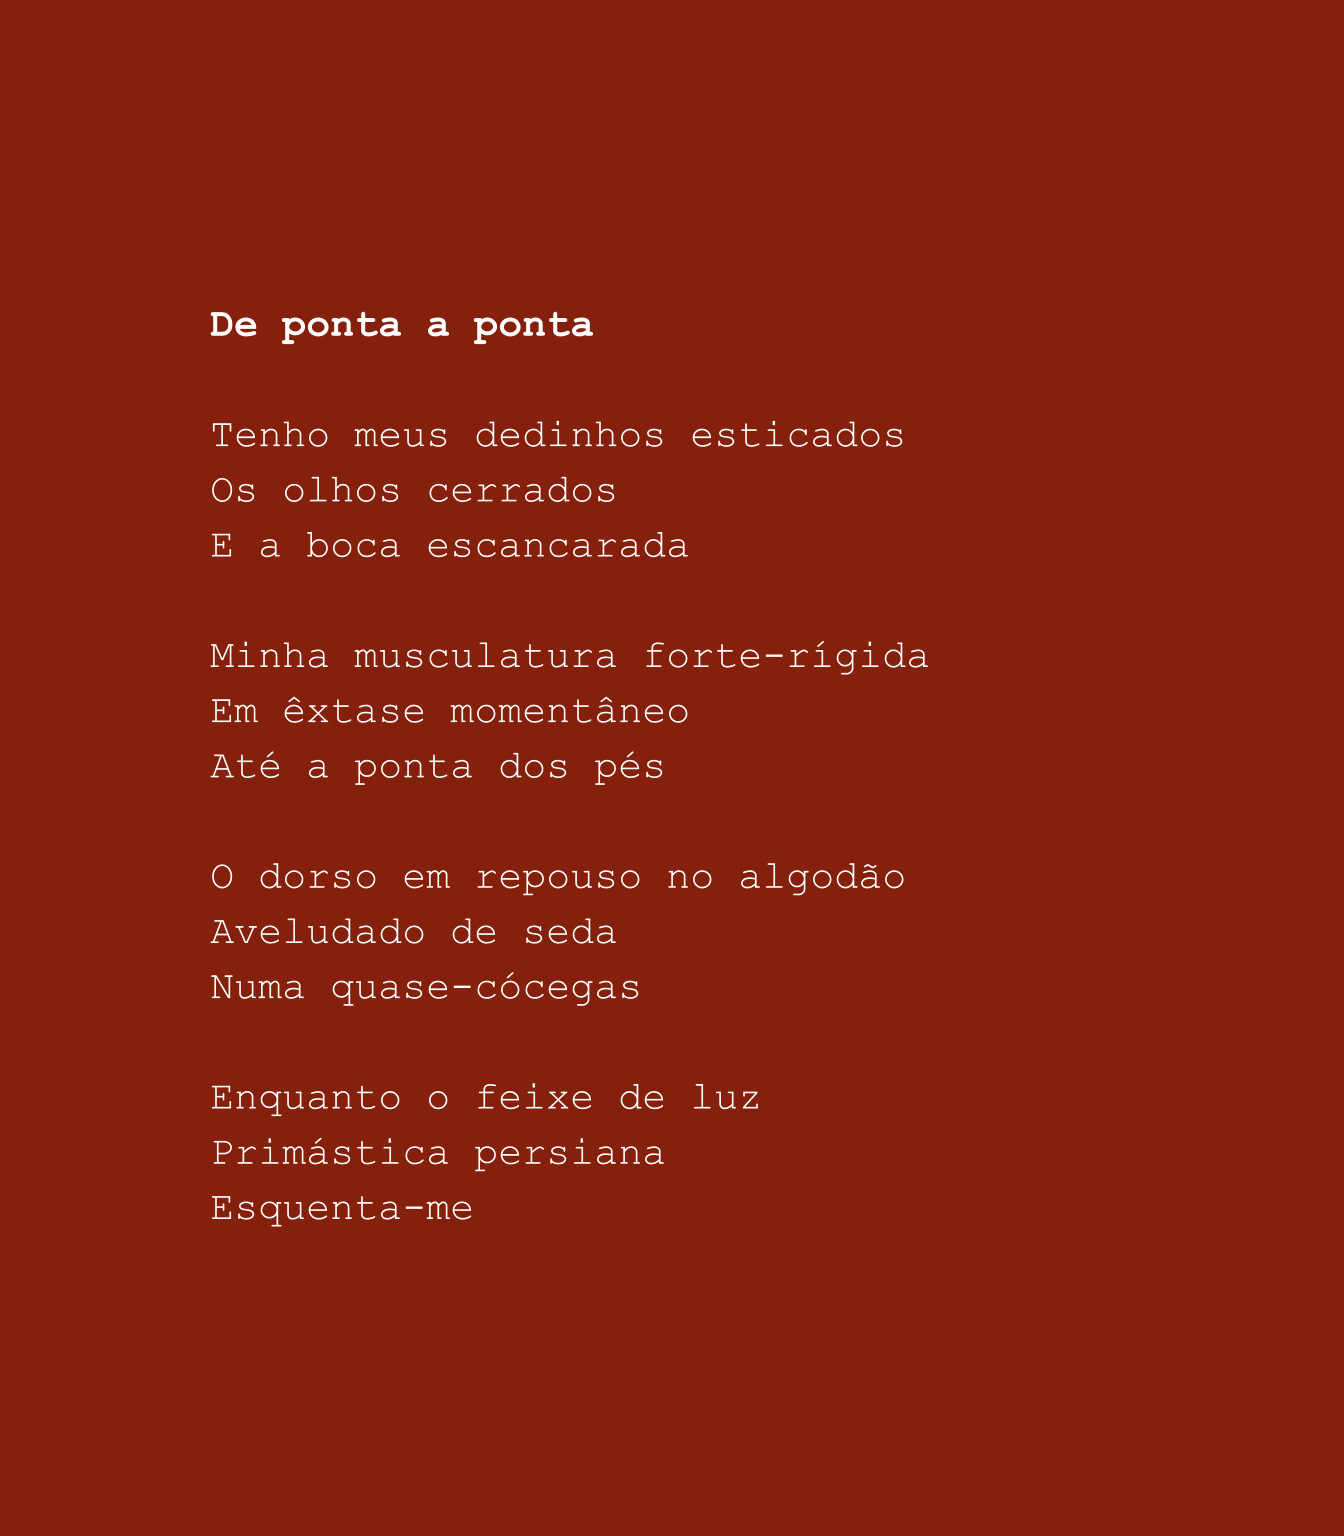 De ponta a ponta
Tenho meus dedinhos esticados
Os olhos cerrados
E a boca escancarada
Minha musculatura forte-rígida
Em êxtase momentâneo
Até a ponta dos pés
O dorso em repouso no algodão
Aveludado de seda
Numa quase-cócegas
Enquanto o feixe de luz
Primástica persiana
Esquenta-me